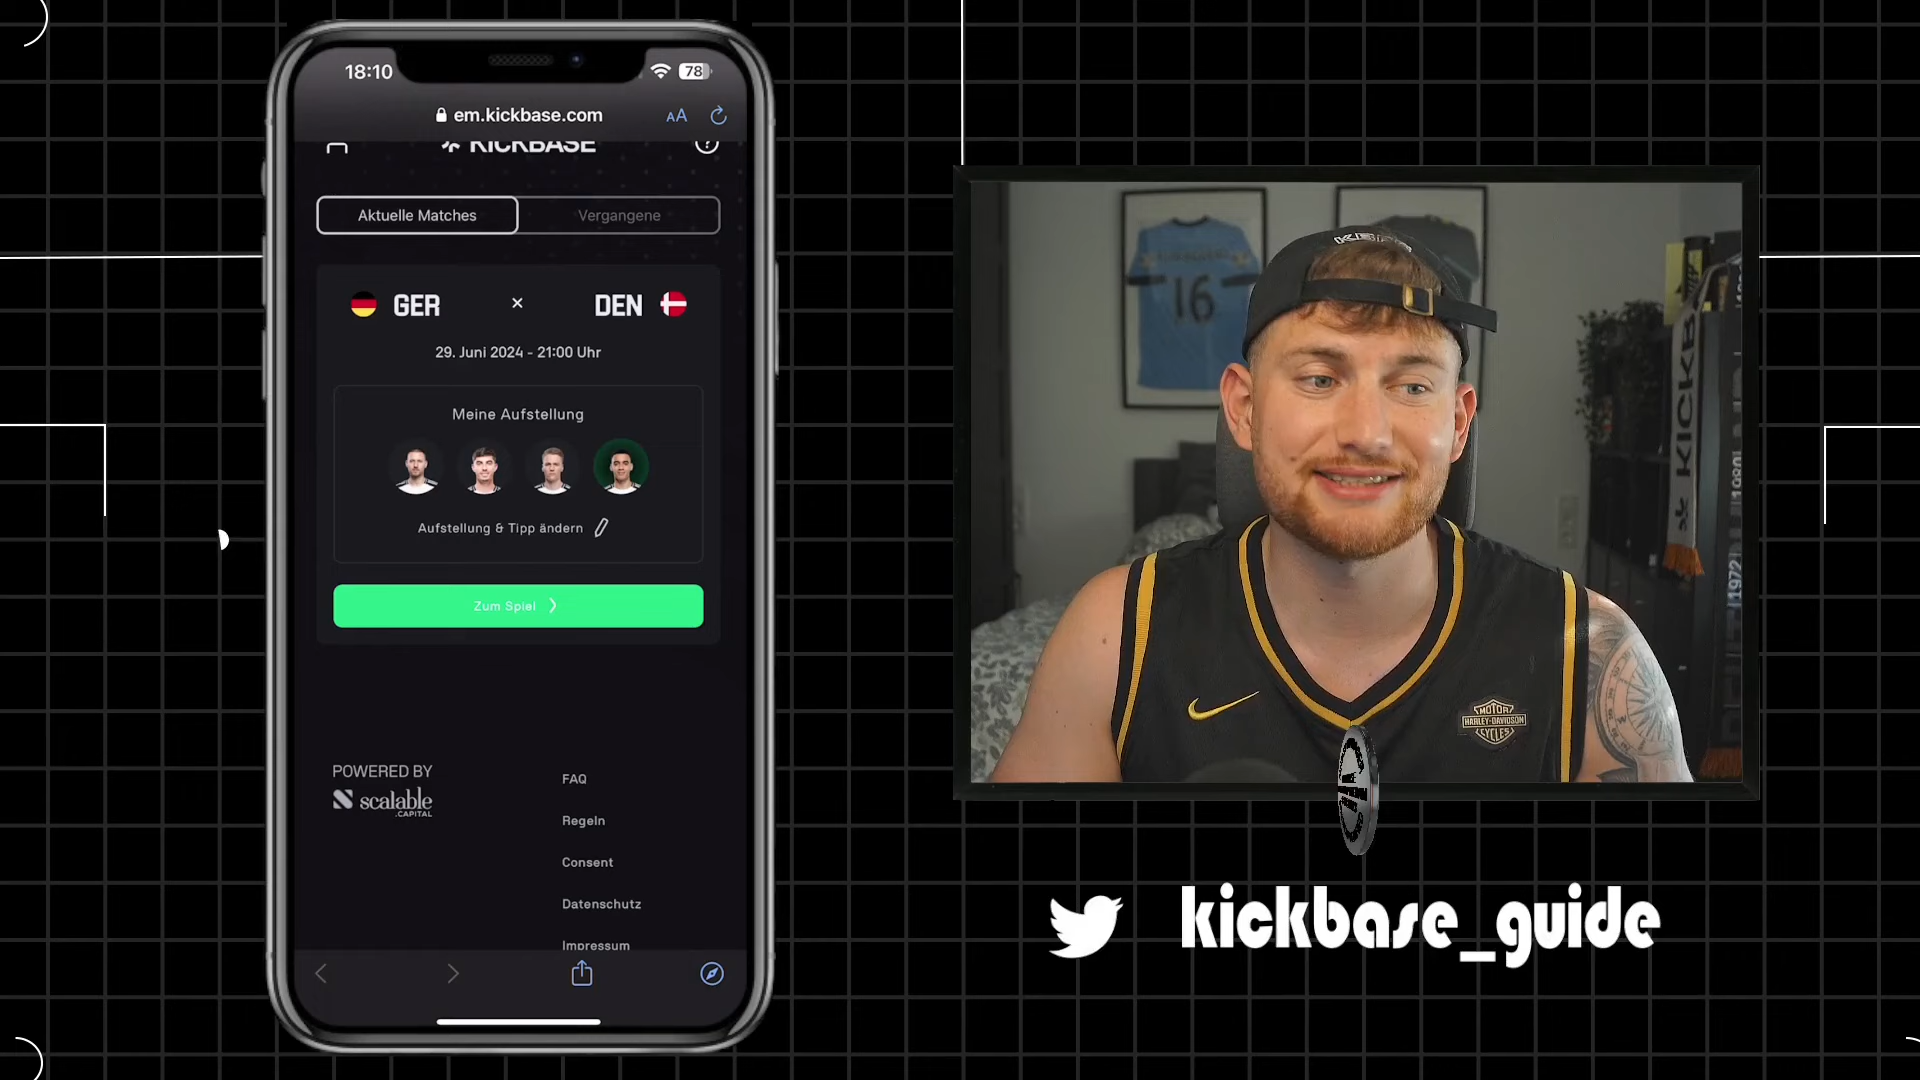 18:10
78
em.kickbase.com
AA
KICKBASE
Aktuelle Matches
Vergangene
GER
×
DEN
29. Juni 2024 - 21:00 Uhr
Meine Aufstellung
Aufstellung & Tipp ändern
Zum Spiel
POWERED BY
scalable
.CAPITAL
FAQ
Regeln
Consent
Datenschutz
Impressum
16
KICKB
1972
MOTOR
HARLEY-DAVIDSON
CYCLES
kickbase_guide